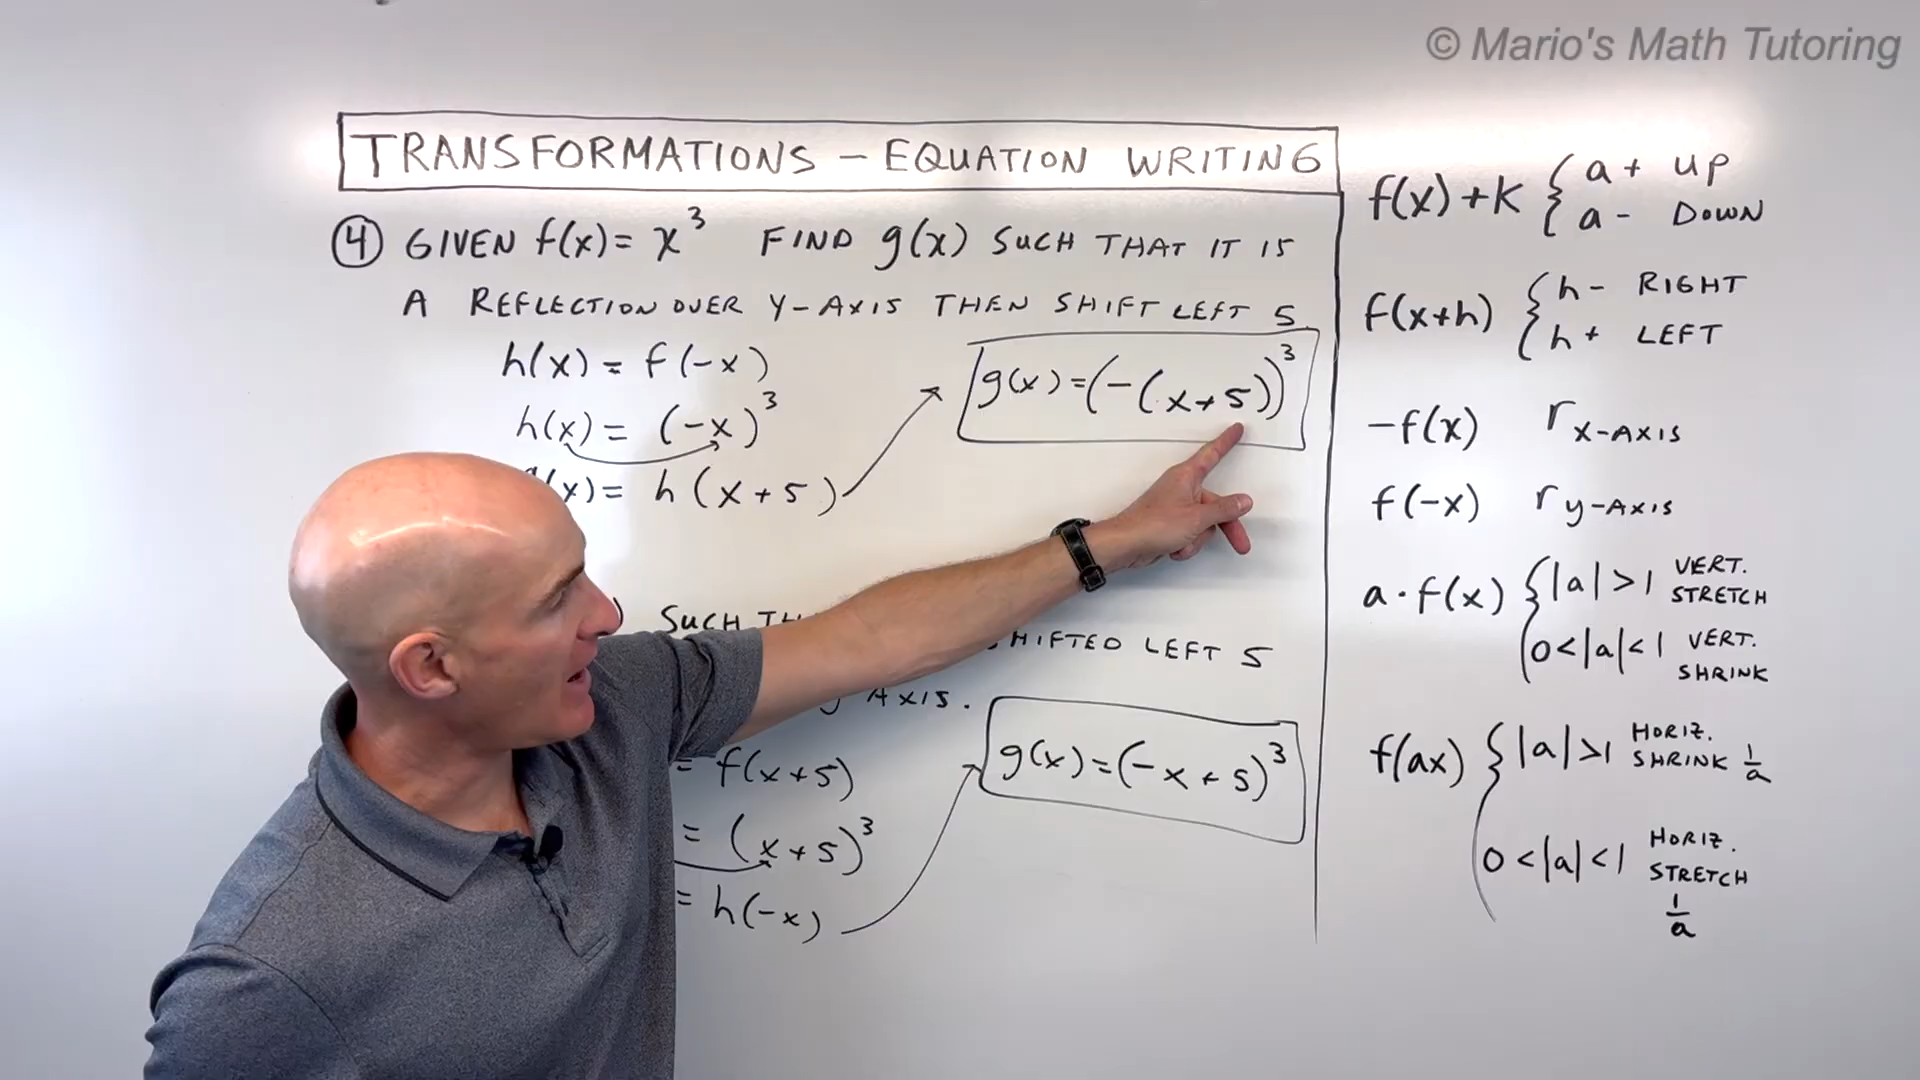 © Mario's Math Tutoring
TRANSFORMATIONS – EQUATION WRITING
④ GIVEN f(x) = x³ FIND g(x) SUCH THAT IT IS
A REFLECTION OVER Y-AXIS THEN SHIFT LEFT 5
h(x) = f(-x)
h(x) = (-x)³
(x) = h(x+5)
g(x) = (-(x+5))³
SUCH TH
HIFTED LEFT 5
AXIS.
= f(x+5)
= (x+5)³
= h(-x)
g(x) = (-x+5)³
f(x)+K { a + UP
a - DOWN
f(x+h) { h - RIGHT
h + LEFT
-f(x) r x-AXIS
f(-x) r y-AXIS
a · f(x) { |a|>1 VERT. STRETCH
0<|a|<1 VERT. SHRINK
f(ax) { |a|>1 HORIZ. SHRINK 1/a
0<|a|<1 HORIZ. STRETCH 1/a